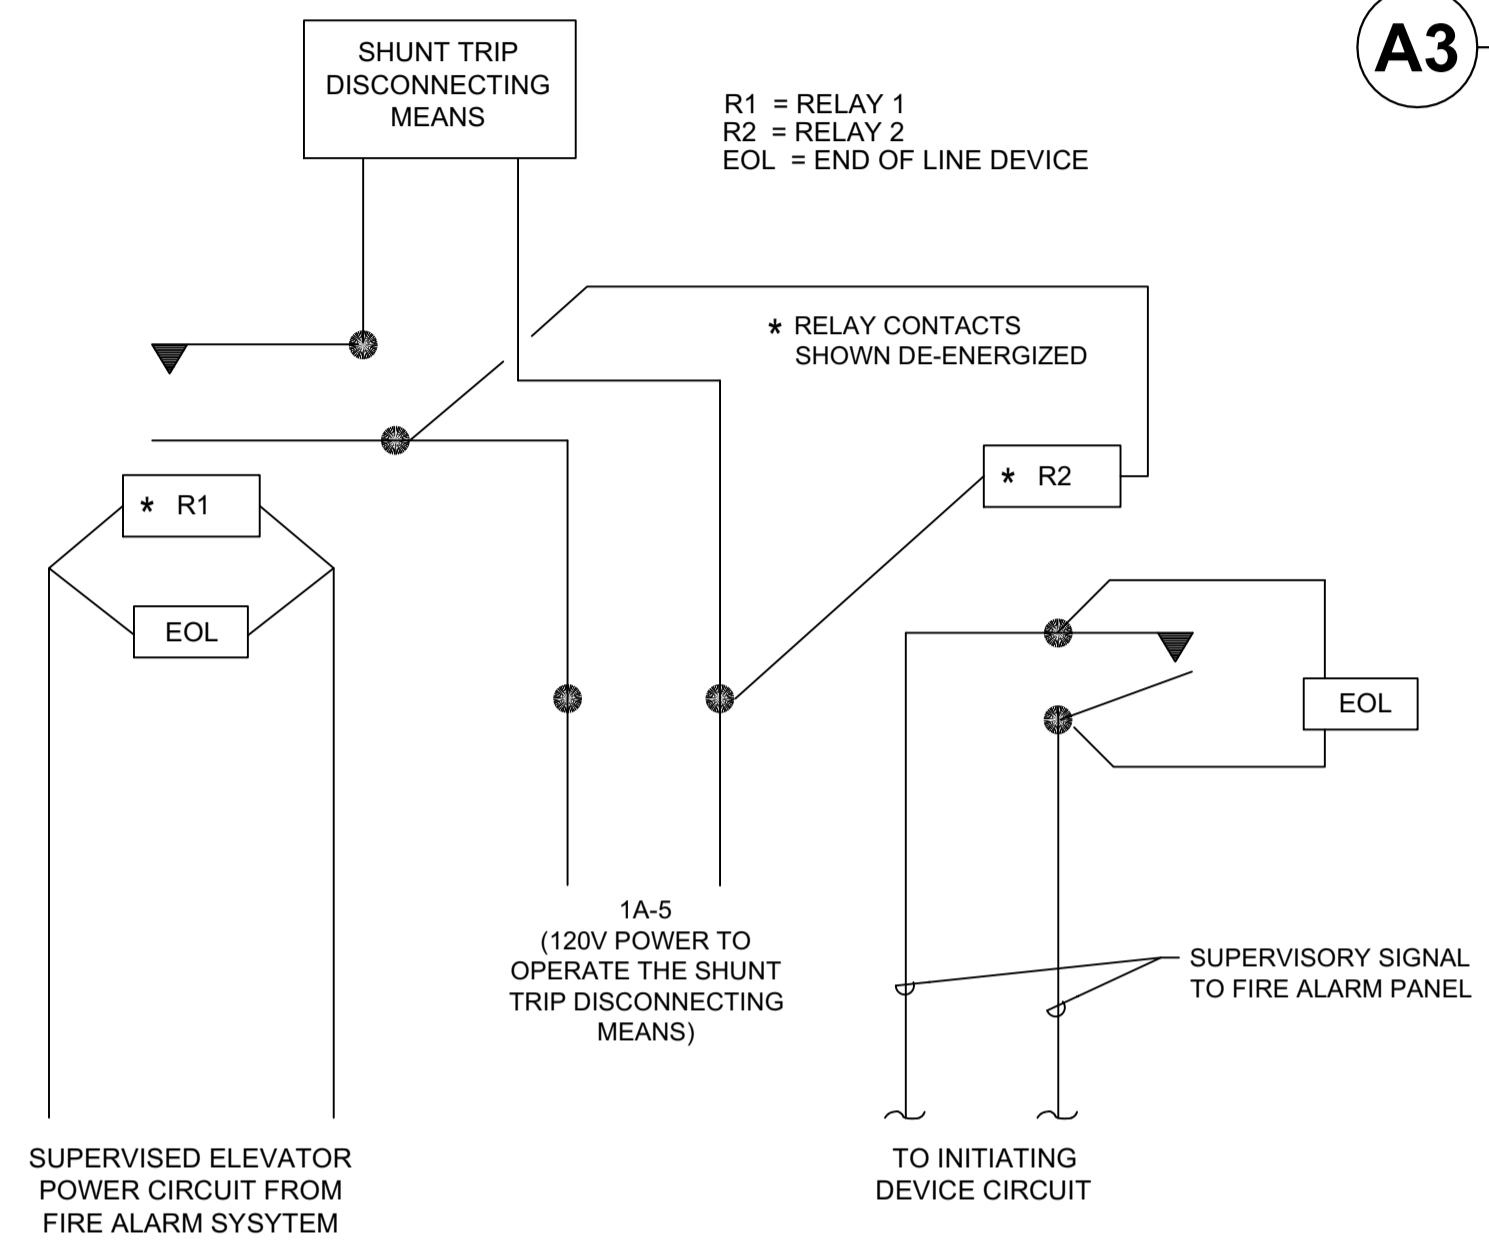 SHUNT TRIP
DISCONNECTING
MEANS
A3
R1 = RELAY 1
R2 = RELAY 2
EOL = END OF LINE DEVICE
* RELAY CONTACTS
SHOWN DE-ENERGIZED
* R2
* R1
EOL
EOL
1A-5
(120V POWER TO
OPERATE THE SHUNT
TRIP DISCONNECTING
MEANS)
SUPERVISORY SIGNAL
TO FIRE ALARM PANEL
SUPERVISED ELEVATOR
POWER CIRCUIT FROM
FIRE ALARM SYSYTEM
TO INITIATING
DEVICE CIRCUIT